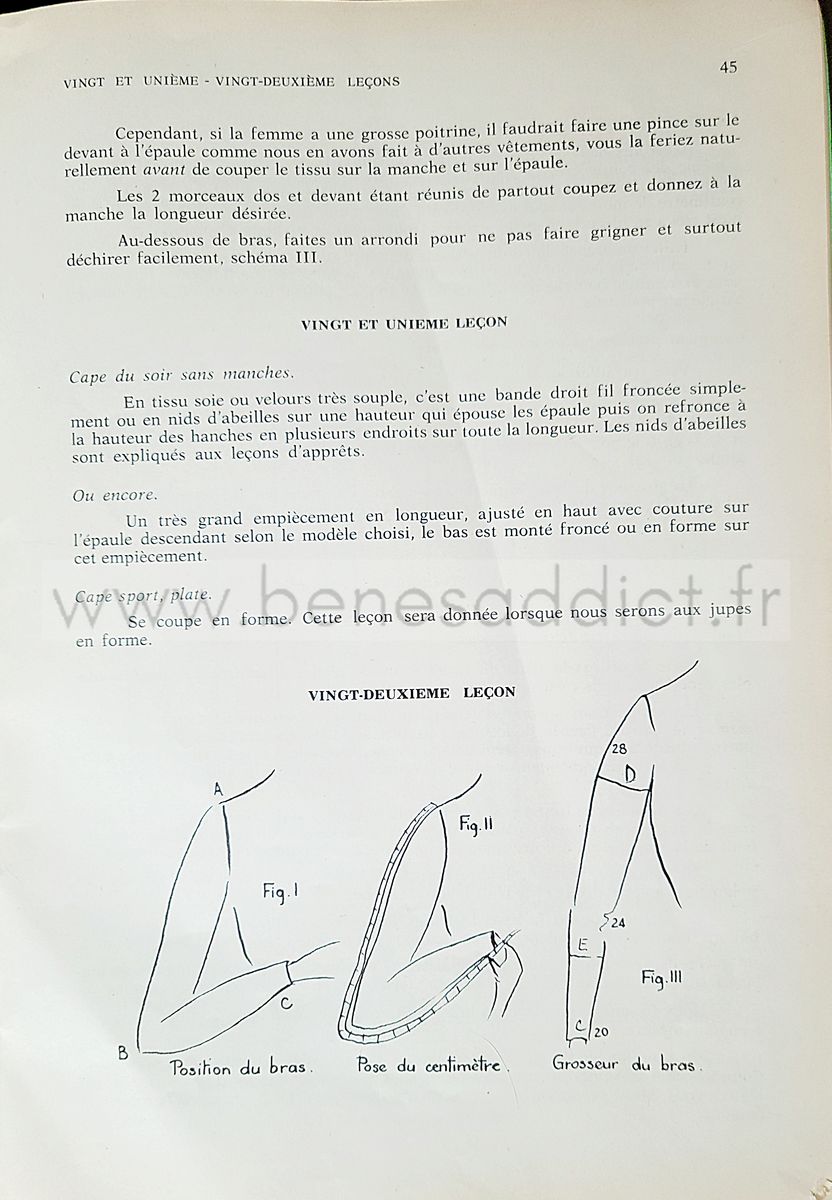 VINGT ET UNIÈME - VINGT-DEUXIÈME LEÇONS
45
Cependant, si la femme a une grosse poitrine, il faudrait faire une pince sur le
devant à l'épaule comme nous en avons fait à d'autres vêtements, vous la feriez natu-
rellement avant de couper le tissu sur la manche et sur l'épaule.
Les 2 morceaux dos et devant étant réunis de partout coupez et donnez à la
manche la longueur désirée.
Au-dessous de bras, faites un arrondi pour ne pas faire grigner et surtout
déchirer facilement, schéma III.
VINGT ET UNIEME LEÇON
Cape du soir sans manches.
En tissu soie ou velours très souple, c'est une bande droit fil froncée simple-
ment ou en nids d'abeilles sur une hauteur qui épouse les épaule puis on refronce à
la hauteur des hanches en plusieurs endroits sur toute la longueur. Les nids d'abeilles
sont expliqués aux leçons d'apprêts.
Ou encore.
Un très grand empiècement en longueur, ajusté en haut avec couture sur
l'épaule descendant selon le modèle choisi, le bas est monté froncé ou en forme sur
cet empiècement.
www.benesaddict.fr
Cape sport, plate.
Se coupe en forme. Cette leçon sera donnée lorsque nous serons aux jupes
en forme.
VINGT-DEUXIEME LEÇON
A
Fig. I
C
B
Position du bras.
Fig. II
Pose du centimètre.
28
D
24
E
Fig. III
C
20
Grosseur du bras.